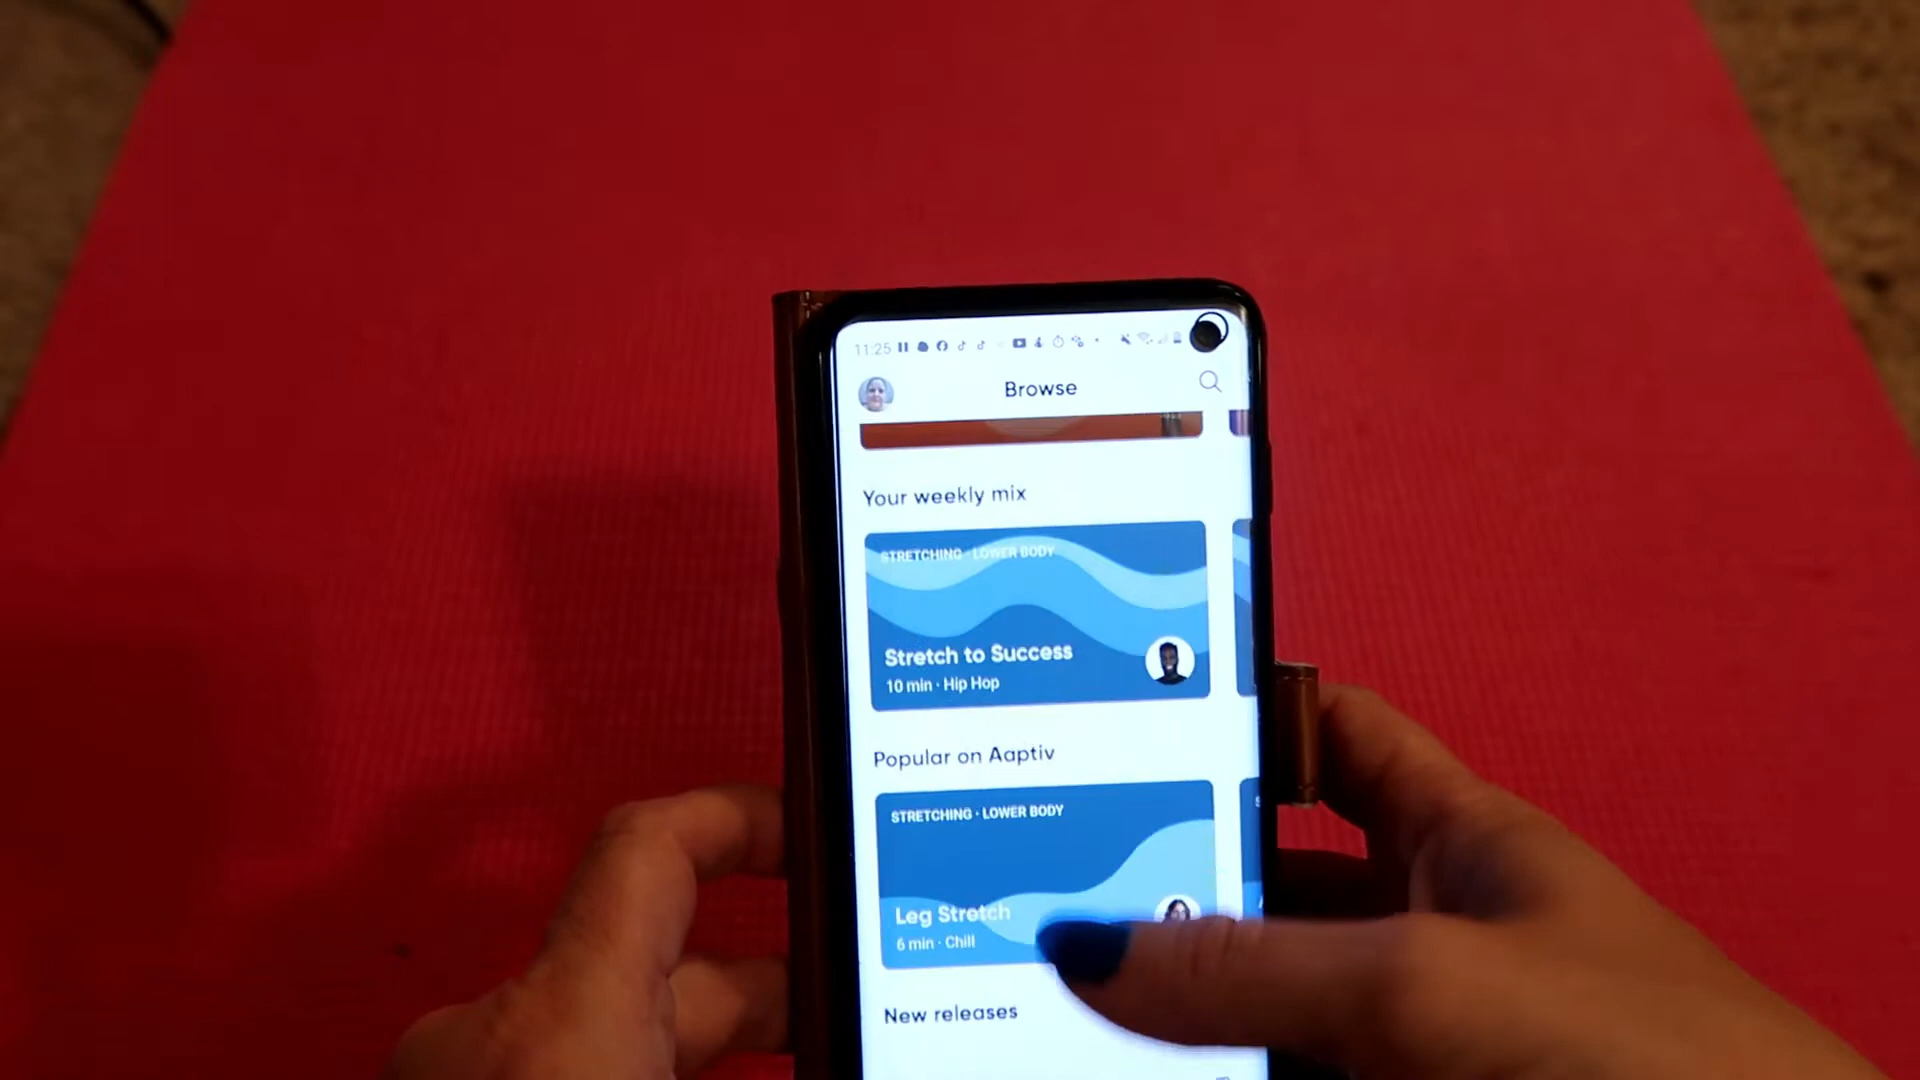 11:25
Browse
Your weekly mix
STRETCHING · LOWER BODY
Stretch to Success
10 min · Hip Hop
Popular on Aaptiv
STRETCHING · LOWER BODY
Leg Stretch
6 min · Chill
New releases